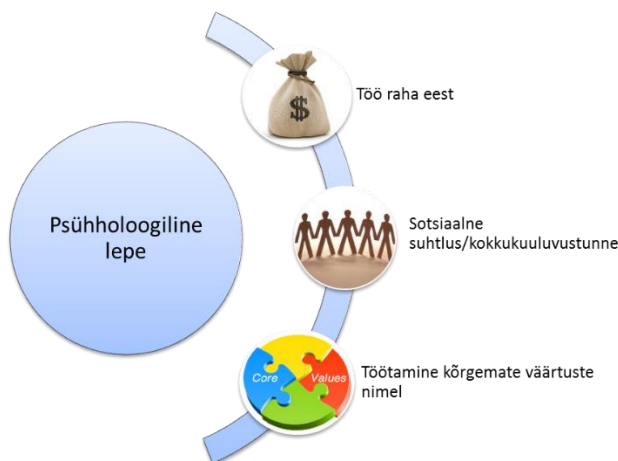 $
Töö raha eest
Psühholoogiline
lepe
Sotsiaalne
suhtlus/kokkukuuluvustunne
Core Values
Töötamine kõrgemate väärtuste
nimel